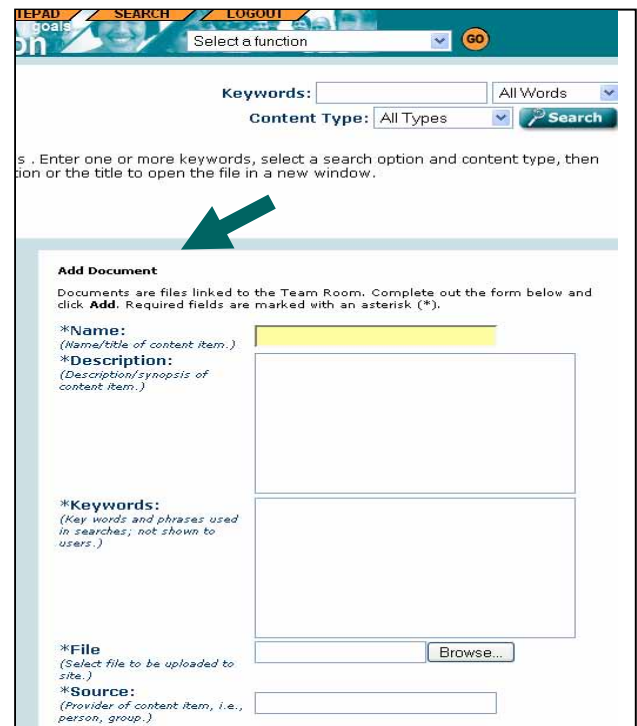 TEPAD SEARCH LOGOUT
goals
on Select a function GO
Keywords: All Words
Content Type: All Types Search
s . Enter one or more keywords, select a search option and content type, then
tion or the title to open the file in a new window.
Add Document
Documents are files linked to the Team Room. Complete out the form below and
click Add. Required fields are marked with an asterisk (*).
*Name:
(Name/title of content item.)
*Description:
(Description/synopsis of
content item.)
*Keywords:
(Key words and phrases used
in searches; not shown to
users.)
*File Browse...
(Select file to be uploaded to
site.)
*Source:
(Provider of content item, i.e.,
person, group.)